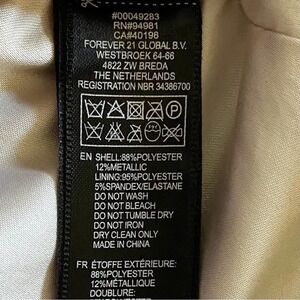 #00049283
RN#94981
CA#40198
FOREVER 21 GLOBAL B.V.
WESTBROEK 64-66
4822 ZW BREDA
THE NETHERLANDS
REGISTRATION NBR 34386700
P
EN SHELL:88%POLYESTER
12%METALLIC
LINING:95%POLYESTER
5%SPANDEX/ELASTANE
DO NOT WASH
DO NOT BLEACH
DO NOT TUMBLE DRY
DO NOT IRON
DRY CLEAN ONLY
MADE IN CHINA
FR ÉTOFFE EXTÉRIEURE:
88%POLYESTER
12%MÉTALLIQUE
DOUBLURE: